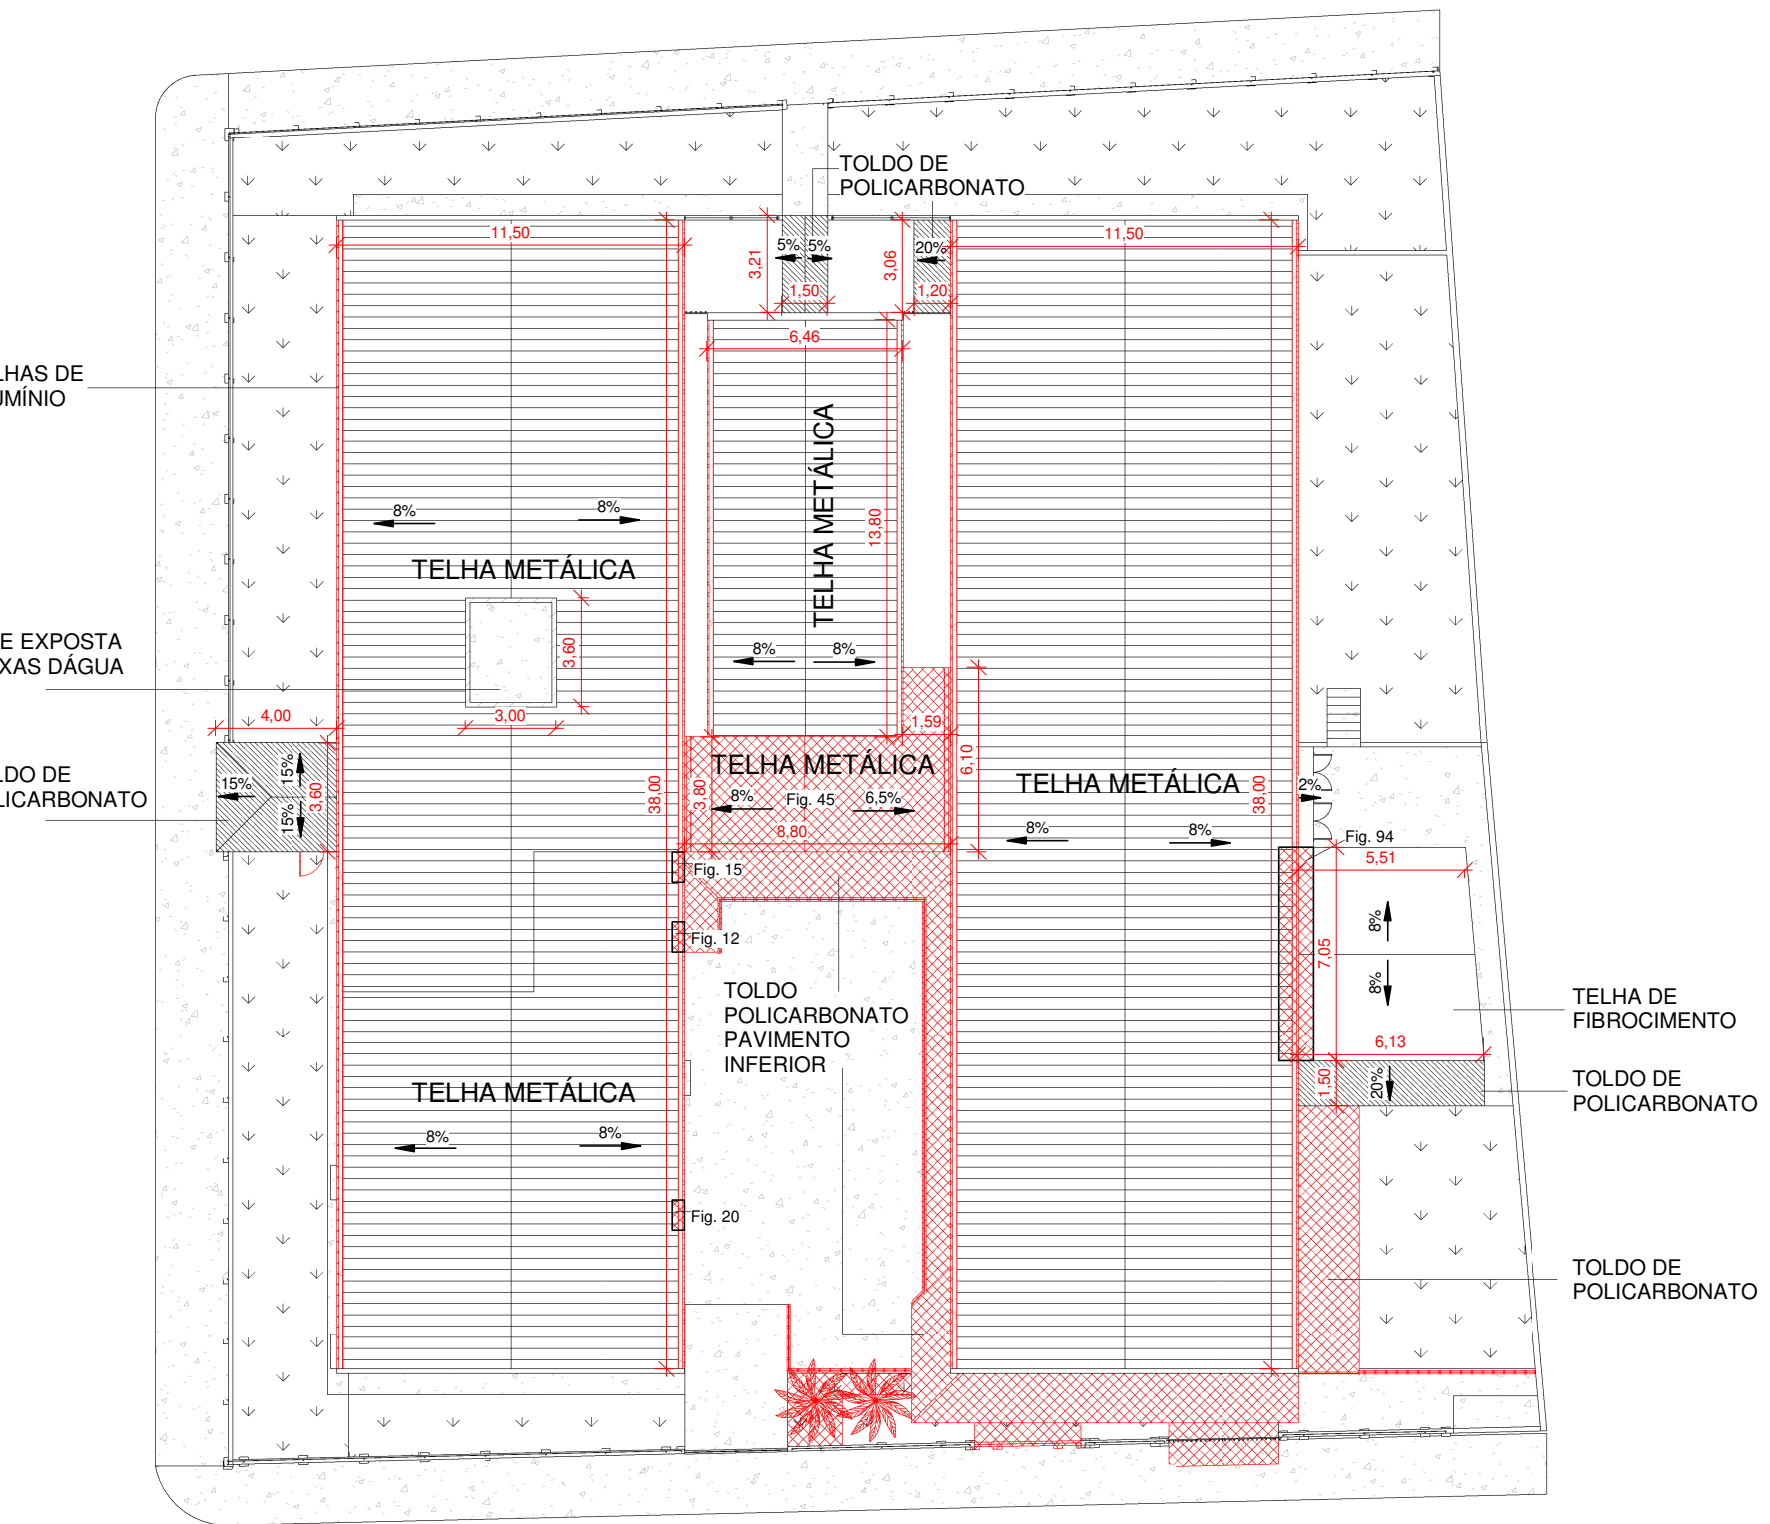 TOLDO DE
POLICARBONATO
11,50
3,21
5%
5%
1,50
3,06
20%
1,20
11,50
6,46
LHAS DE
UMÍNIO
TELHA METÁLICA
13,80
8%
8%
TELHA METÁLICA
3,60
3,00
E EXPOSTA
XAS DÁGUA
4,00
8%
8%
1,59
6,10
LDO DE
LICARBONATO
15%
15%
15%
3,60
38,00
3,80
TELHA METÁLICA
8%
Fig. 45
6,5%
8,80
TELHA METÁLICA
38,00
2%
8%
8%
Fig. 94
5,51
Fig. 15
Fig. 12
8%
7,05
8%
TOLDO
POLICARBONATO
PAVIMENTO
INFERIOR
TELHA DE
FIBROCIMENTO
6,13
1,50
20%
TOLDO DE
POLICARBONATO
TELHA METÁLICA
8%
8%
Fig. 20
TOLDO DE
POLICARBONATO